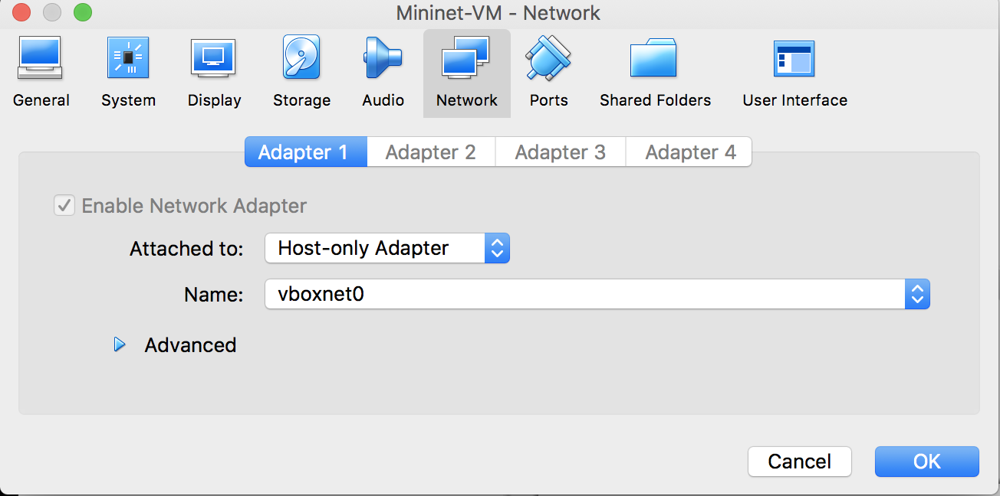 Mininet-VM - Network
General System Display Storage Audio Network Ports Shared Folders User Interface
Adapter 1 Adapter 2 Adapter 3 Adapter 4
Enable Network Adapter
Attached to: Host-only Adapter
Name: vboxnet0
Advanced
Cancel OK